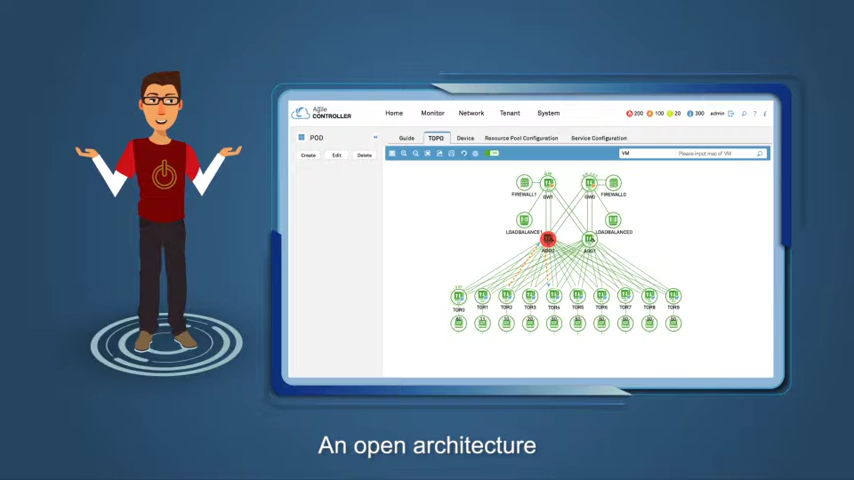 Agile
CONTROLLER
Home Monitor Network Tenant System
200 100 20 300 admin
POD
Guide TOPO Device Resource Pool Configuration Service Configuration
Create Edit Delete
VM Please input mac of VM
FIREWALL1 GW1 GW0 FIREWALL0
LOADBALANCE1 LOADBALANCE0
AGG0 AGG1
TOR0 TOR1 TOR2 TOR3 TOR4 TOR5 TOR6 TOR7 TOR8 TOR9
An open architecture